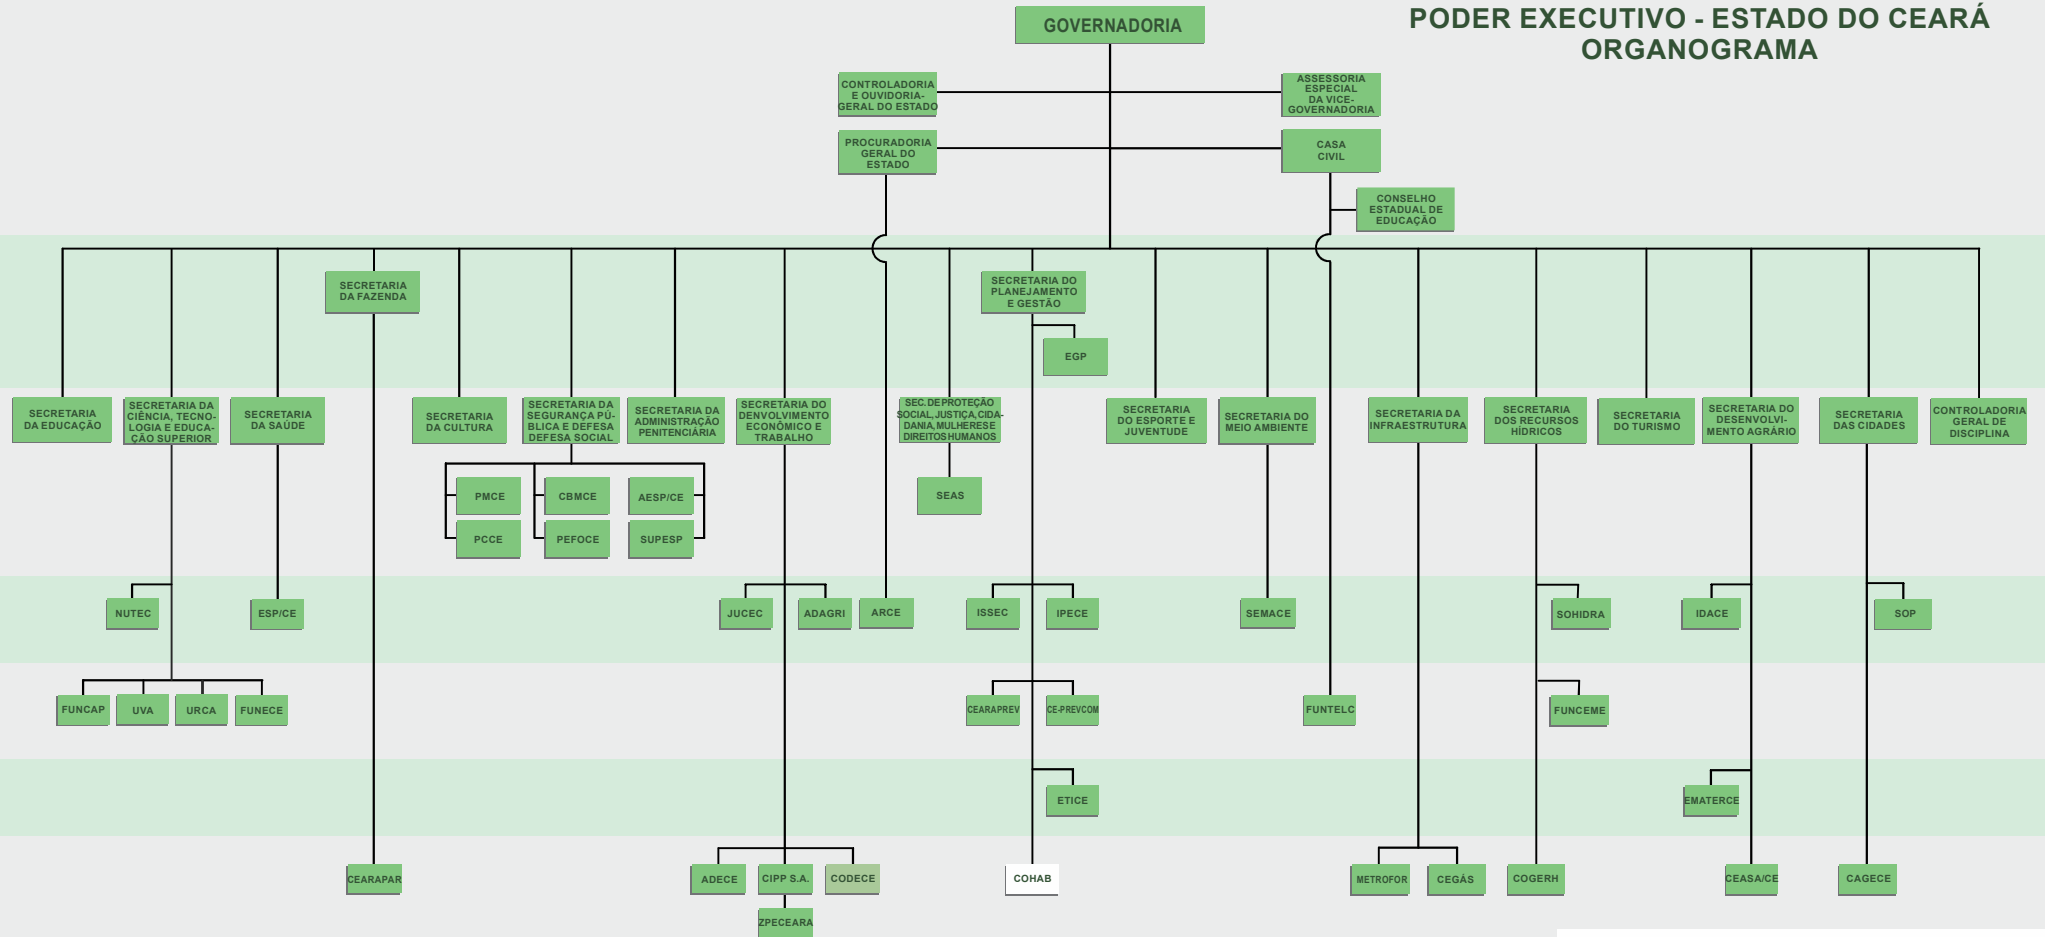 PODER EXECUTIVO - ESTADO DO CEARÁ
ORGANOGRAMA
GOVERNADORIA
CONTROLADORIA
E OUVIDORIA-
GERAL DO ESTADO
ASSESSORIA
ESPECIAL
DA VICE-
GOVERNADORIA
PROCURADORIA
GERAL DO
ESTADO
CASA
CIVIL
CONSELHO
ESTADUAL DE
EDUCAÇÃO
SECRETARIA
DA FAZENDA
SECRETARIA DO
PLANEJAMENTO
E GESTÃO
EGP
SECRETARIA
DA EDUCAÇÃO
SECRETARIA DA
CIÊNCIA, TECNO-
LOGIA E EDUCA-
ÇÃO SUPERIOR
SECRETARIA
DA SAÚDE
SECRETARIA
DA CULTURA
SECRETARIA DA
SEGURANÇA PÚ-
BLICA E DEFESA
DEFESA SOCIAL
SECRETARIA DA
ADMINISTRAÇÃO
PENITENCIÁRIA
SECRETARIA DO
DENVOLVIMENTO
ECONÔMICO E
TRABALHO
SEC. DE PROTEÇÃO
SOCIAL, JUSTIÇA, CIDA-
DANIA, MULHERES E
DIREITOS HUMANOS
SECRETARIA
DO ESPORTE E
JUVENTUDE
SECRETARIA DO
MEIO AMBIENTE
SECRETARIA DA
INFRAESTRUTURA
SECRETARIA
DOS RECURSOS
HÍDRICOS
SECRETARIA
DO TURISMO
SECRETARIA DO
DESENVOLVI-
MENTO AGRÁRIO
SECRETARIA
DAS CIDADES
CONTROLADORIA
GERAL DE
DISCIPLINA
PMCE
CBMCE
AESP/CE
SEAS
PCCE
PEFOCE
SUPESP
NUTEC
ESP/CE
JUCEC
ADAGRI
ARCE
ISSEC
IPECE
SEMACE
SOHIDRA
IDACE
SOP
FUNCAP
UVA
URCA
FUNECE
CEARAPREV
CE-PREVCOM
FUNTELC
FUNCEME
ETICE
EMATERCE
CEARAPAR
ADECE
CIPP S.A.
CODECE
COHAB
METROFOR
CEGÁS
COGERH
CEASA/CE
CAGECE
ZPECEARA